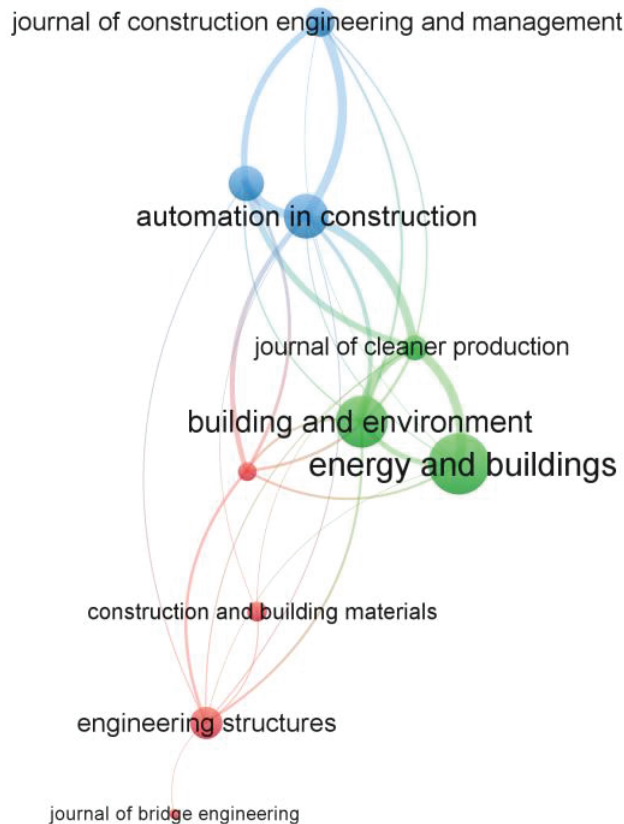 journal of construction engineering and management
automation in construction
journal of cleaner production
building and environment
energy and buildings
construction and building materials
engineering structures
journal of bridge engineering